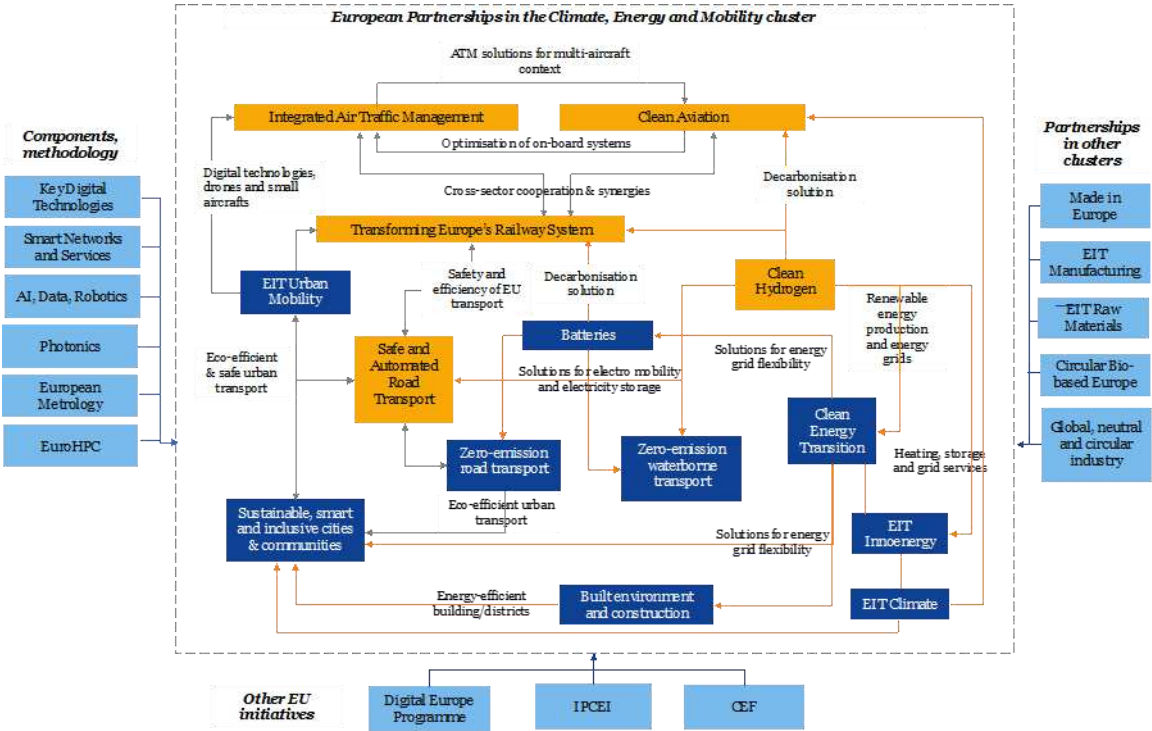 European Partnerships in the Climate, Energy and Mobility cluster
ATM solutions for multi-aircraft
context
Integrated Air Traffic Management
Clean Aviation
Optimisation of on-board systems
Components,
methodology
Key Digital
Technologies
Smart Networks
and Services
AI, Data, Robotics
Photonics
European
Metrology
EuroHPC
Digital technologies,
drones and small
aircrafts
Cross-sector cooperation & synergies
Decarbonisation
solution
Partnerships
in other
clusters
Made in
Europe
EIT
Manufacturing
EIT Raw
Materials
Circular Bio-
based Europe
Global, neutral
and circular
industry
Transforming Europe's Railway System
EIT Urban
Mobility
Safety and
efficiency of EU
transport
Decarbonisation
solution
Clean
Hydrogen
Renewable
energy
production
and energy
grids
Batteries
Eco-efficient
& safe urban
transport
Safe and
Automated
Road
Transport
Solutions for electro mobility
and electricity storage
Solutions for energy
grid flexibility
Clean
Energy
Transition
Zero-emission
road transport
Zero-emission
waterborne
transport
Heating, storage
and grid services
Eco-efficient urban
transport
Sustainable, smart
and inclusive cities
& communities
Solutions for energy
grid flexibility
EIT
Innoenergy
Energy-efficient
building/districts
Built environment
and construction
EIT Climate
Other EU
initiatives
Digital Europe
Programme
IPCEI
CEF